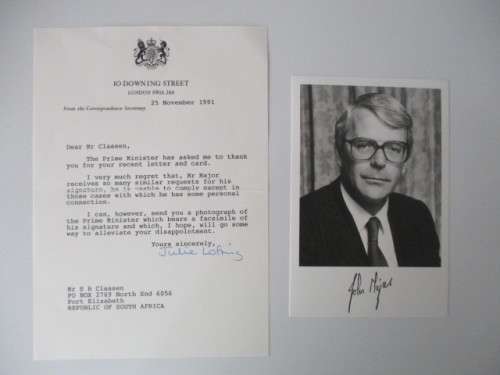 10 DOWNING STREET
LONDON SW1A 2AA
From the Correspondence Secretary
25 November 1991
Dear Mr Claasen,
The Prime Minister has asked me to thank
you for your recent letter and card.
I very much regret that, Mr Major
receives so many similar requests for his
signature, he is unable to comply except in
those cases with which he has some personal
connection.
I can, however, send you a photograph of
the Prime Minister which bears a facsimile of
his signature and which, I hope, will go some
way to alleviate your disappointment.
Yours sincerely,
Julie
Mr S H Claasen
PO BOX 2769 North End 6056
Port Elizabeth
REPUBLIC OF SOUTH AFRICA
John Major